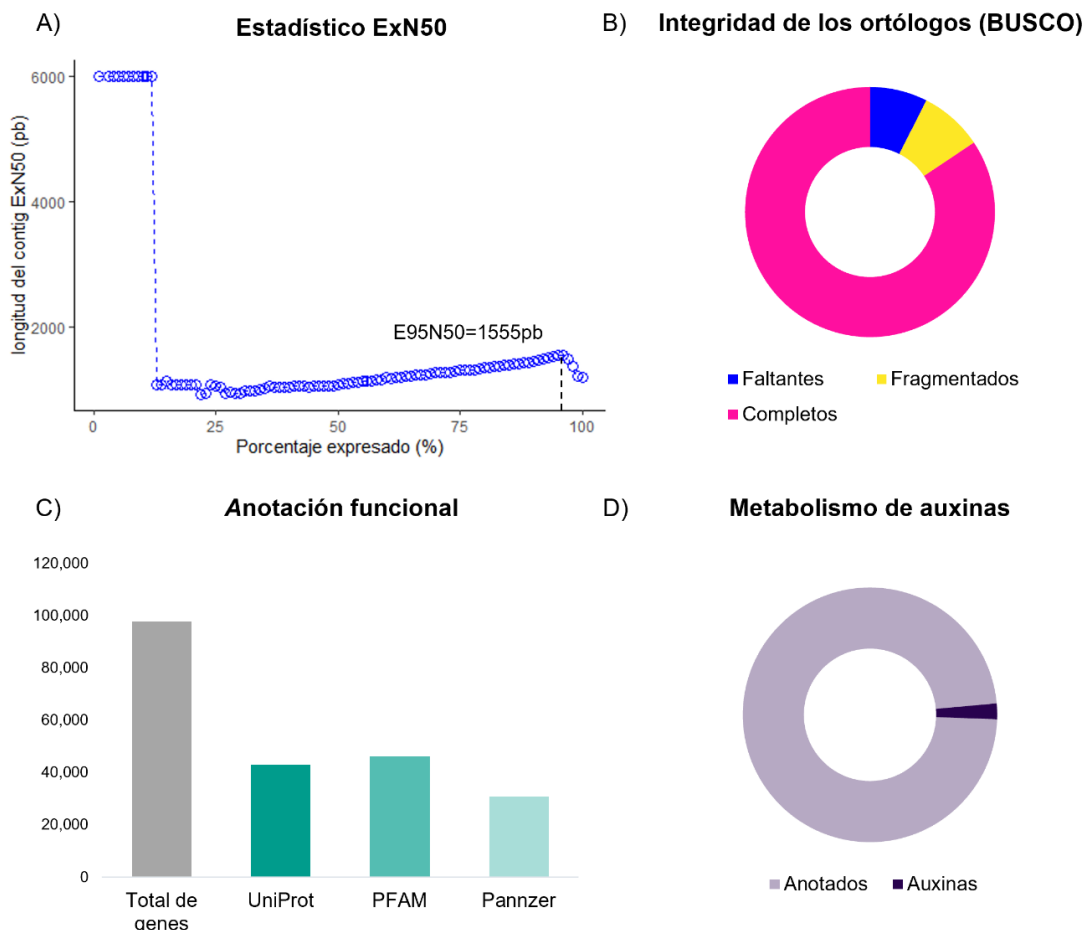 A)
Estadístico ExN50
longitud del contig ExN50 (pb)
6000
4000
2000
E95N50=1555pb
0
25
50
75
100
Porcentaje expresado (%)
B)
Integridad de los ortólogos (BUSCO)
Faltantes
Fragmentados
Completos
C)
Anotación funcional
120,000
100,000
80,000
60,000
40,000
20,000
0
Total de
genes
UniProt
PFAM
Pannzer
D)
Metabolismo de auxinas
Anotados
Auxinas